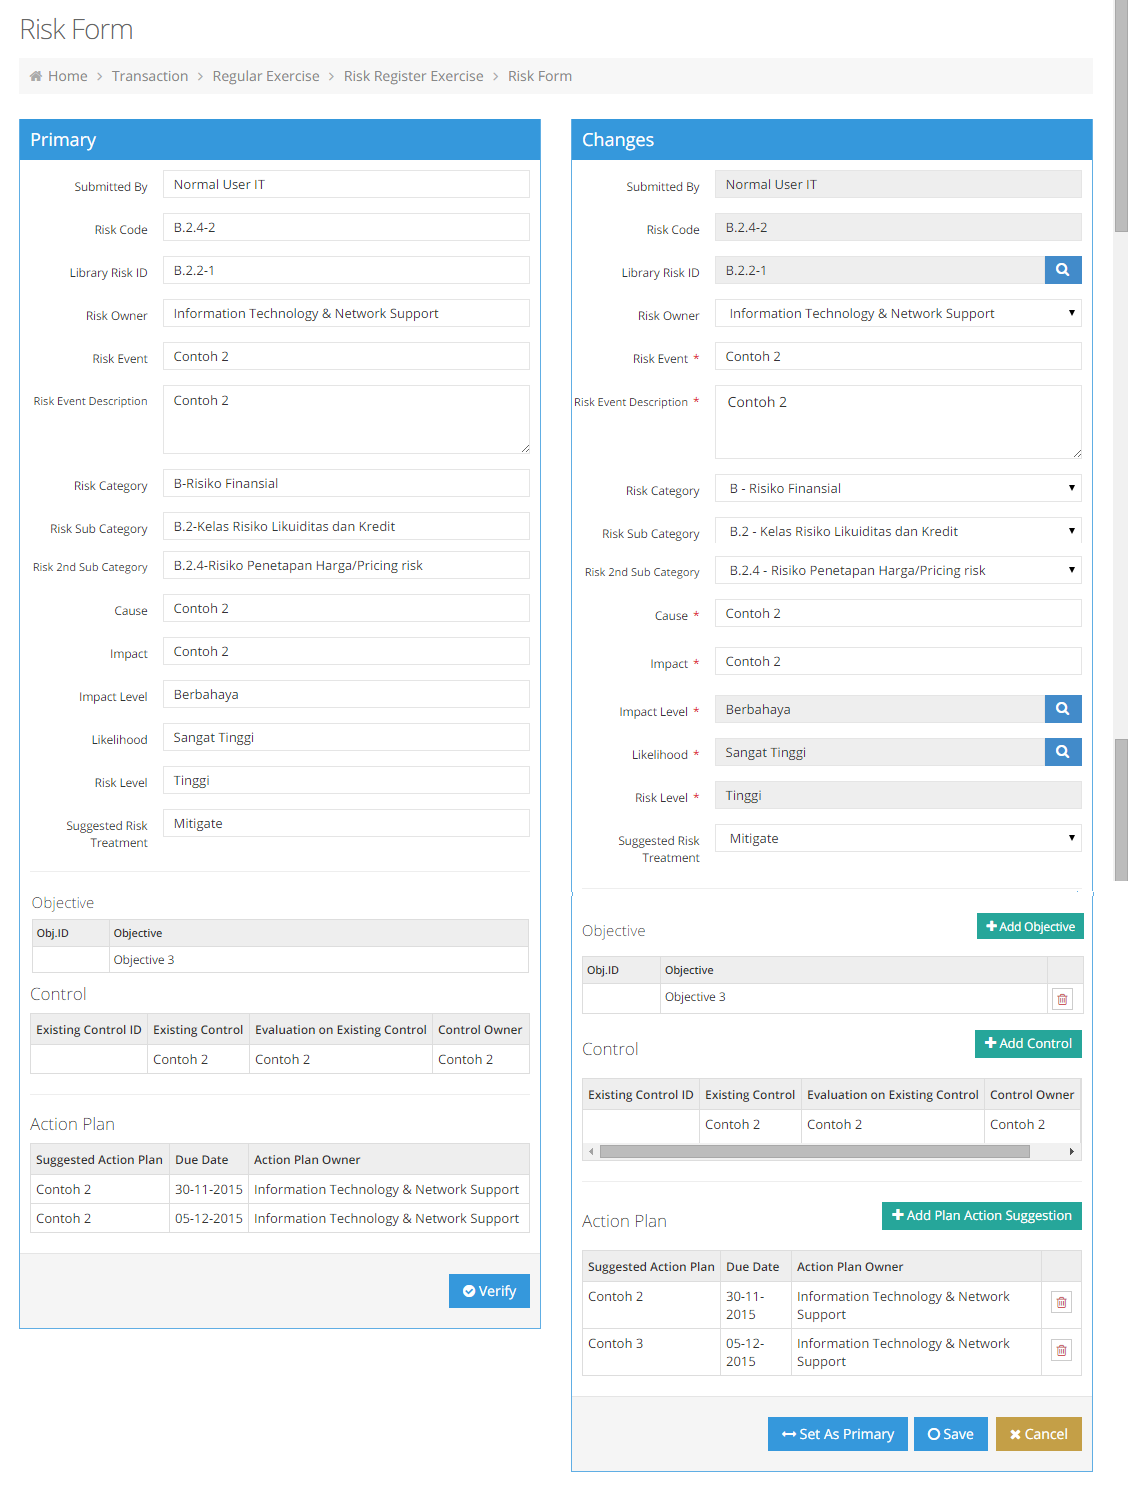 Risk Form
Home > Transaction > Regular Exercise > Risk Register Exercise > Risk Form
Primary
Submitted By Normal User IT
Risk Code B.2.4-2
Library Risk ID B.2.2-1
Risk Owner Information Technology & Network Support
Risk Event Contoh 2
Risk Event Description Contoh 2
Risk Category B-Risiko Finansial
Risk Sub Category B.2-Kelas Risiko Likuiditas dan Kredit
Risk 2nd Sub Category B.2.4-Risiko Penetapan Harga/Pricing risk
Cause Contoh 2
Impact Contoh 2
Impact Level Berbahaya
Likelihood Sangat Tinggi
Risk Level Tinggi
Suggested Risk Mitigate
Treatment
Objective
Obj.ID Objective
Objective 3
Control
Existing Control ID Existing Control Evaluation on Existing Control Control Owner
Contoh 2 Contoh 2 Contoh 2
Action Plan
Suggested Action Plan Due Date Action Plan Owner
Contoh 2 30-11-2015 Information Technology & Network Support
Contoh 2 05-12-2015 Information Technology & Network Support
Verify
Changes
Submitted By Normal User IT
Risk Code B.2.4-2
Library Risk ID B.2.2-1
Risk Owner Information Technology & Network Support
Risk Event * Contoh 2
Risk Event Description * Contoh 2
Risk Category B - Risiko Finansial
Risk Sub Category B.2 - Kelas Risiko Likuiditas dan Kredit
Risk 2nd Sub Category B.2.4 - Risiko Penetapan Harga/Pricing risk
Cause * Contoh 2
Impact * Contoh 2
Impact Level * Berbahaya
Likelihood * Sangat Tinggi
Risk Level * Tinggi
Suggested Risk Mitigate
Treatment
Objective Add Objective
Obj.ID Objective
Objective 3
Control Add Control
Existing Control ID Existing Control Evaluation on Existing Control Control Owner
Contoh 2 Contoh 2 Contoh 2
Action Plan Add Plan Action Suggestion
Suggested Action Plan Due Date Action Plan Owner
Contoh 2 30-11- Information Technology & Network
2015 Support
Contoh 3 05-12- Information Technology & Network
2015 Support
Set As Primary Save Cancel